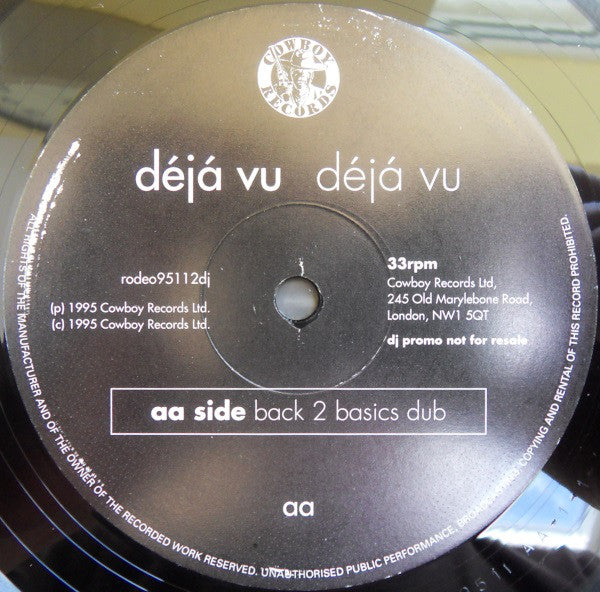 COWBOY
RECORDS
déjá vu déjá vu
rodeo95112dj
(p) 1995 Cowboy Records Ltd.
(c) 1995 Cowboy Records Ltd.
33rpm
Cowboy Records Ltd,
245 Old Marylebone Road,
London, NW1 5QT
dj promo not for resale
aa side back 2 basics dub
aa
ALL RIGHTS OF THE MANUFACTURER AND OF THE OWNER OF THE RECORDED WORK RESERVED. UNAUTHORISED PUBLIC PERFORMANCE, COPYING AND RENTAL OF THIS RECORD PROHIBITED.